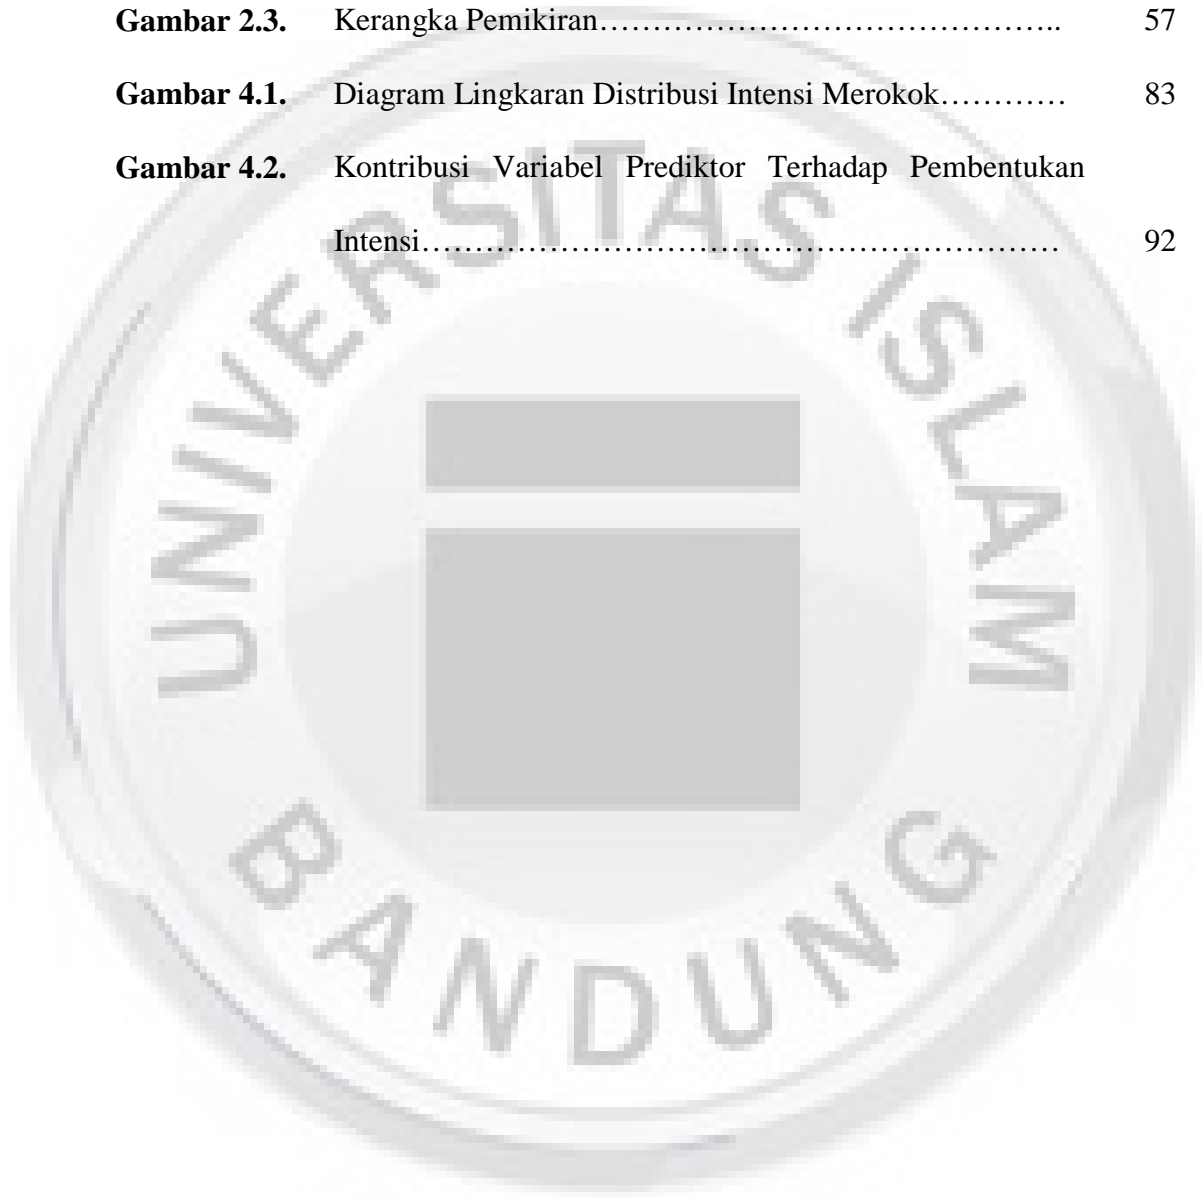 Gambar 2.3. Kerangka Pemikiran…………………………………….. 57
Gambar 4.1. Diagram Lingkaran Distribusi Intensi Merokok………… 83
Gambar 4.2. Kontribusi Variabel Prediktor Terhadap Pembentukan
Intensi…………………………………………………… 92
UNIVERSITAS ISLAM
BANDUNG